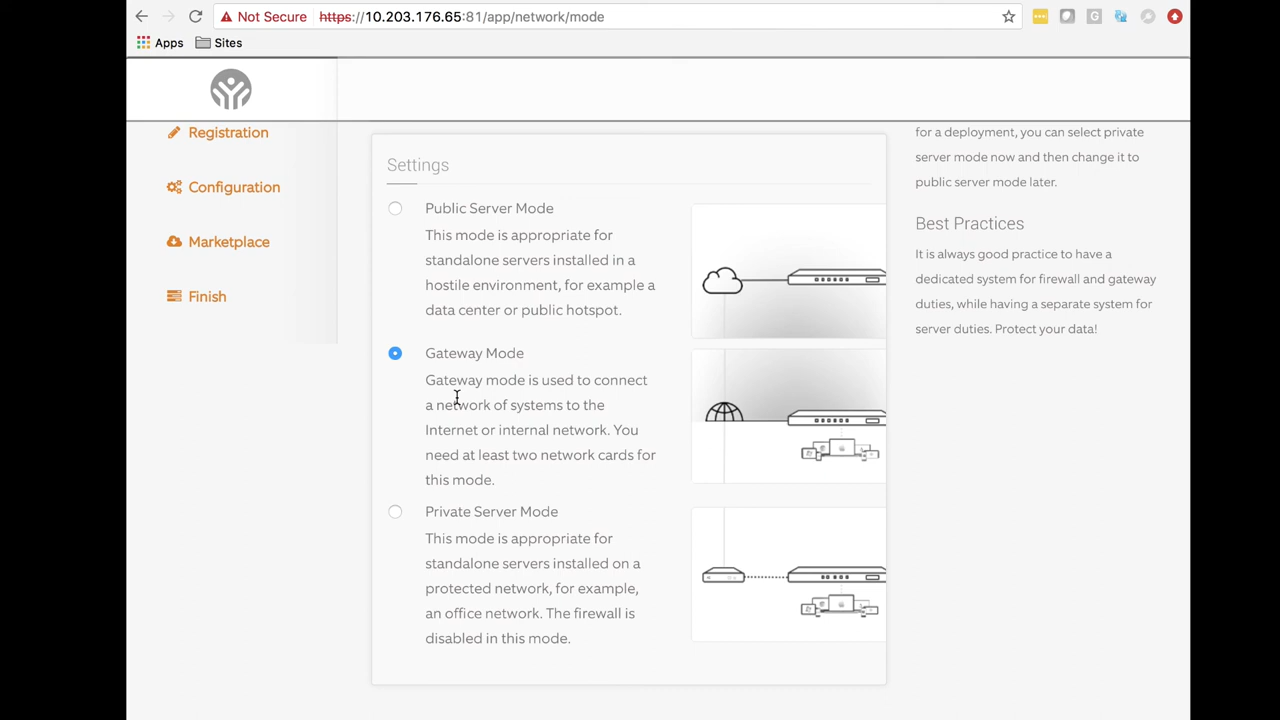 Not Secure https://10.203.176.65:81/app/network/mode
Apps Sites
Registration
Configuration
Marketplace
Finish
Settings
Public Server Mode
This mode is appropriate for
standalone servers installed in a
hostile environment, for example a
data center or public hotspot.
Gateway Mode
Gateway mode is used to connect
a network of systems to the
Internet or internal network. You
need at least two network cards for
this mode.
Private Server Mode
This mode is appropriate for
standalone servers installed on a
protected network, for example,
an office network. The firewall is
disabled in this mode.
for a deployment, you can select private
server mode now and then change it to
public server mode later.
Best Practices
It is always good practice to have a
dedicated system for firewall and gateway
duties, while having a separate system for
server duties. Protect your data!